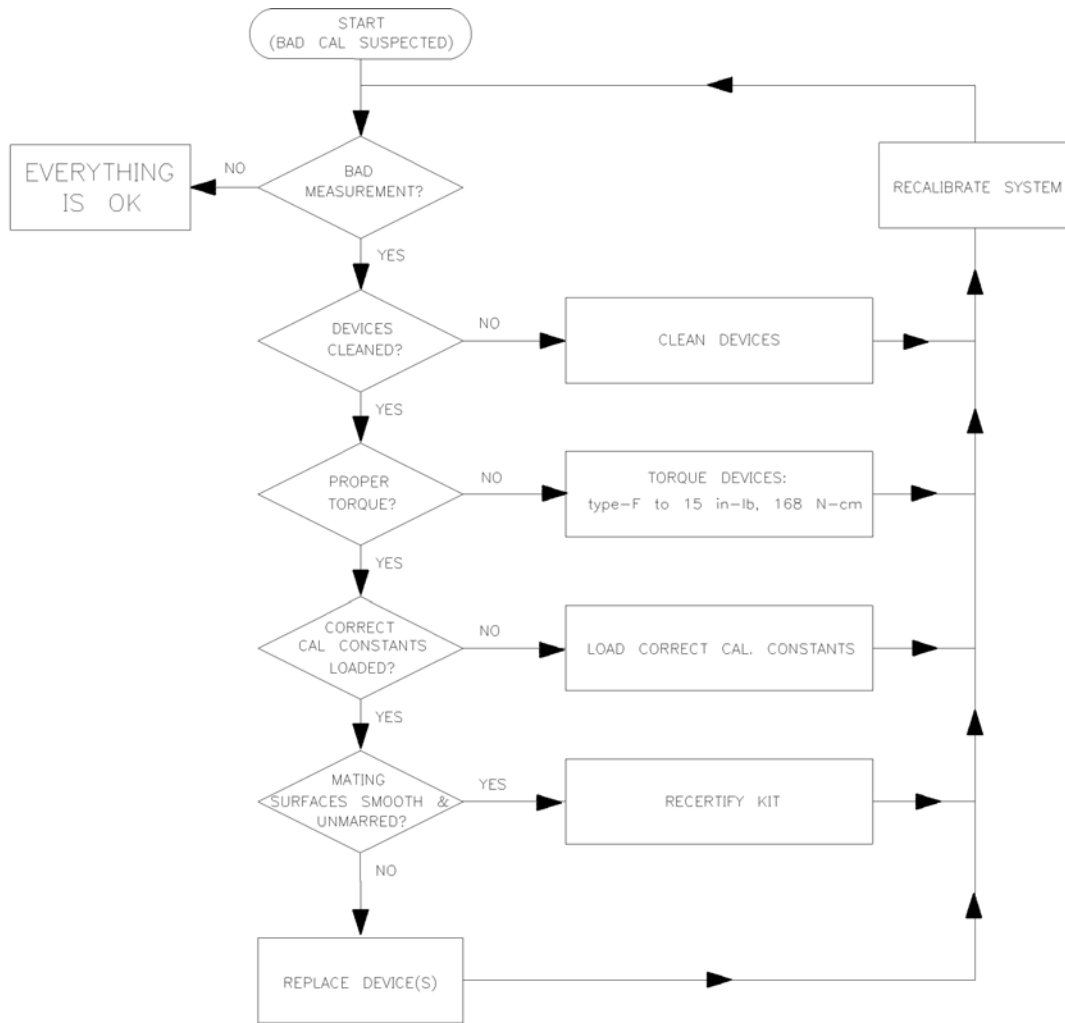 START
(BAD CAL SUSPECTED)
EVERYTHING
IS OK
NO
BAD
MEASUREMENT?
RECALIBRATE SYSTEM
YES
DEVICES
CLEANED?
NO
CLEAN DEVICES
YES
PROPER
TORQUE?
NO
TORQUE DEVICES:
type-F to 15 in-lb, 168 N-cm
YES
CORRECT
CAL CONSTANTS
LOADED?
NO
LOAD CORRECT CAL. CONSTANTS
YES
MATING
SURFACES SMOOTH &
UNMARRED?
YES
RECERTIFY KIT
NO
REPLACE DEVICE(S)